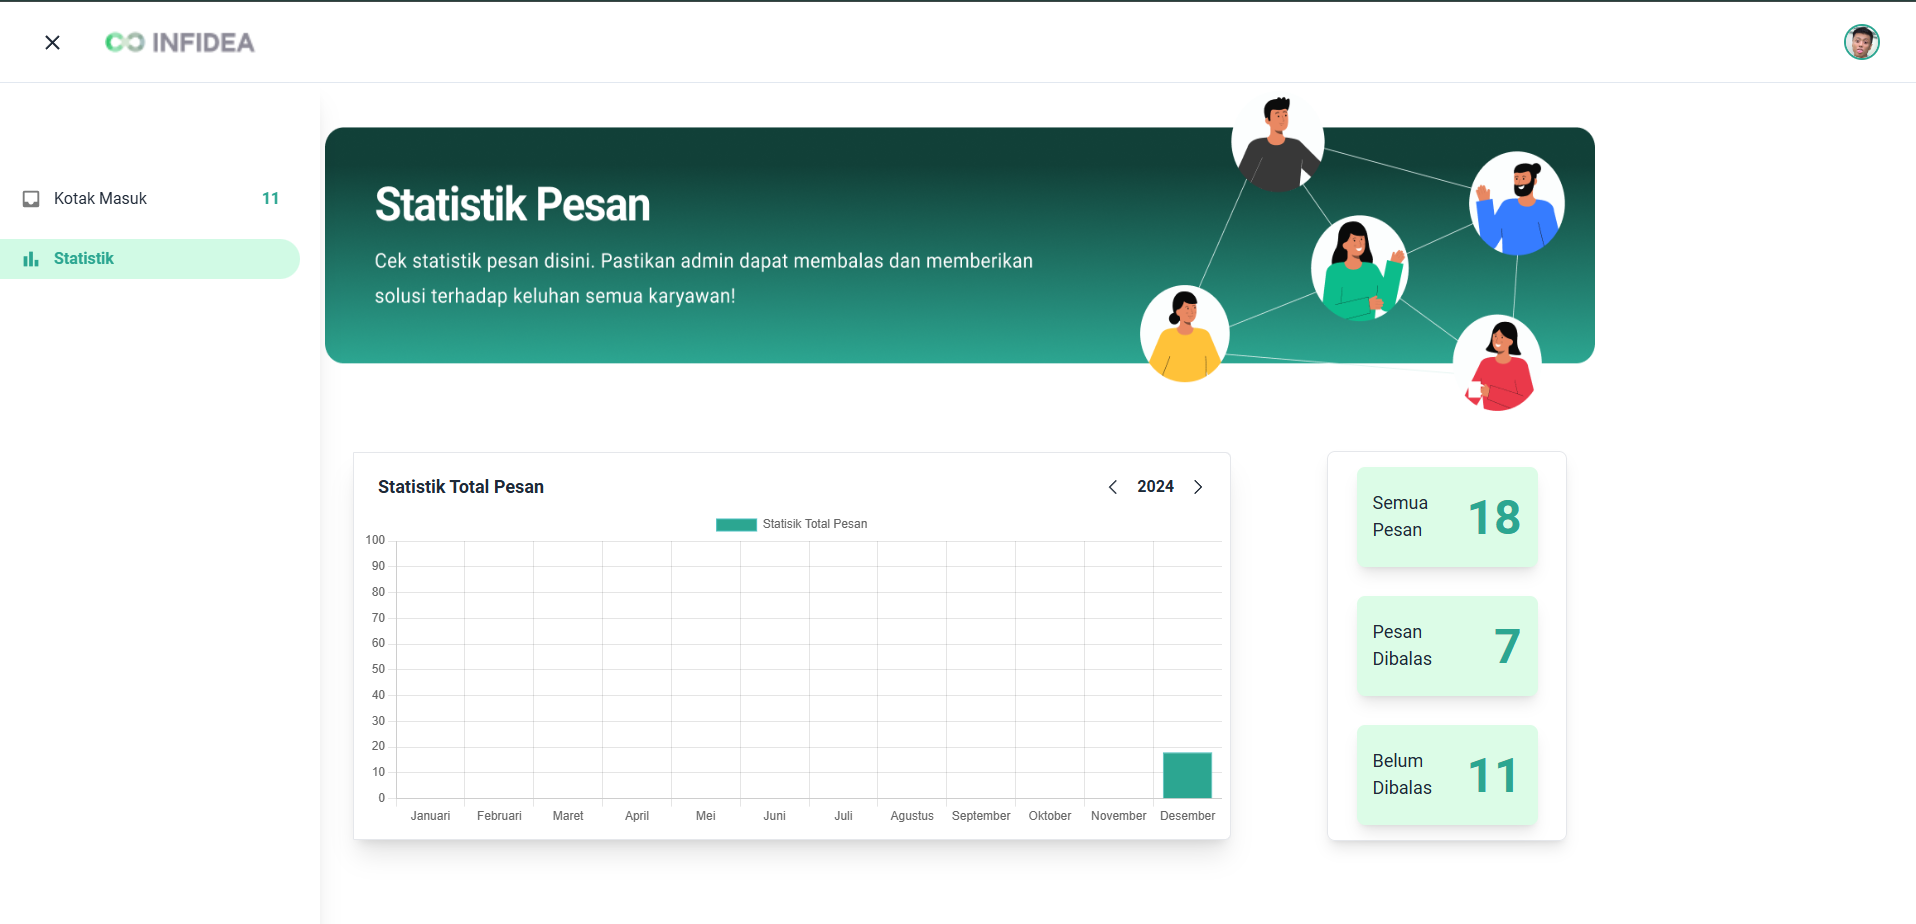 INFIDEA
Kotak Masuk 11
Statistik
Statistik Pesan
Cek statistik pesan disini. Pastikan admin dapat membalas dan memberikan
solusi terhadap keluhan semua karyawan!
Statistik Total Pesan
2024
Statisik Total Pesan
100
90
80
70
60
50
40
30
20
10
0
Januari Februari Maret April Mei Juni Juli Agustus September Oktober November Desember
Semua
Pesan
18
Pesan
Dibalas
7
Belum
Dibalas
11